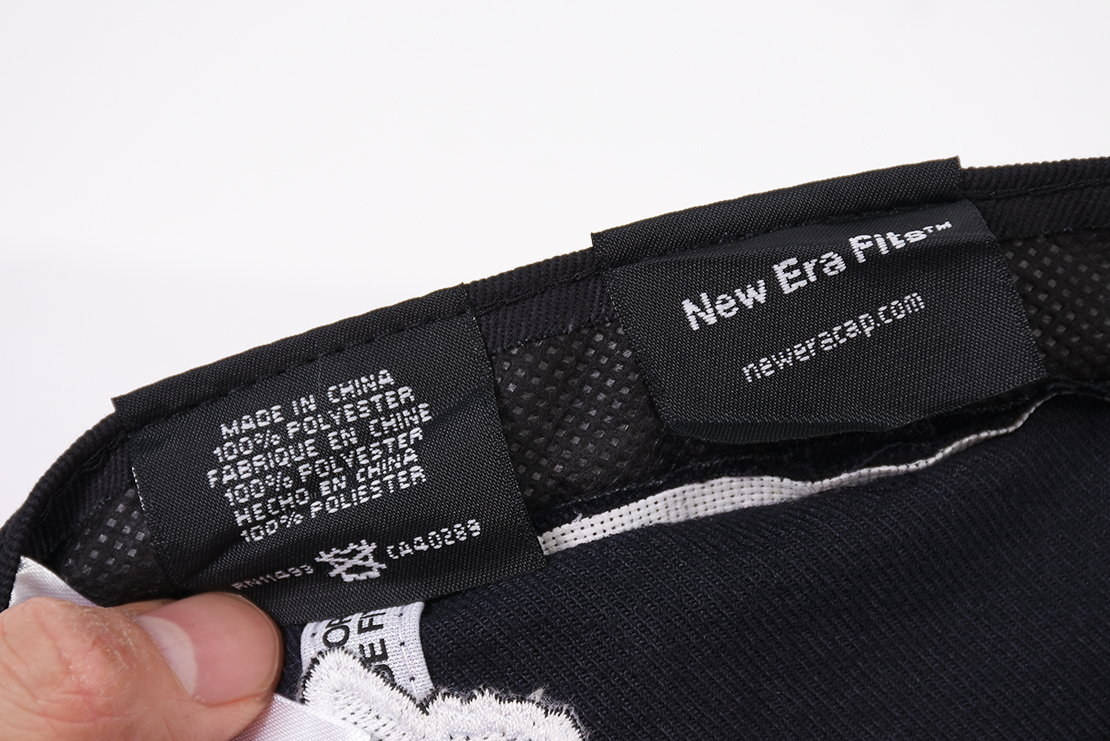 MADE IN CHINA
100% POLYESTER
FABRIQUE EN CHINE
100% POLYESTER
HECHO EN CHINA
100% POLIESTER
RN11493 CA40289
New Era Fits™
neweracap.com